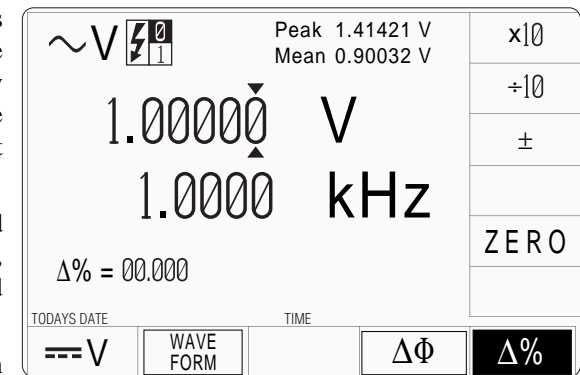 s
e
y
e
t
d
,
d
n
∼V 0 1
Peak 1.41421 V
Mean 0.90032 V
1.00000 V
1.0000 kHz
Δ% = 00.000
TODAYS DATE TIME
V
WAVE
FORM
ΔΦ
Δ%
x10
÷10
±
ZERO